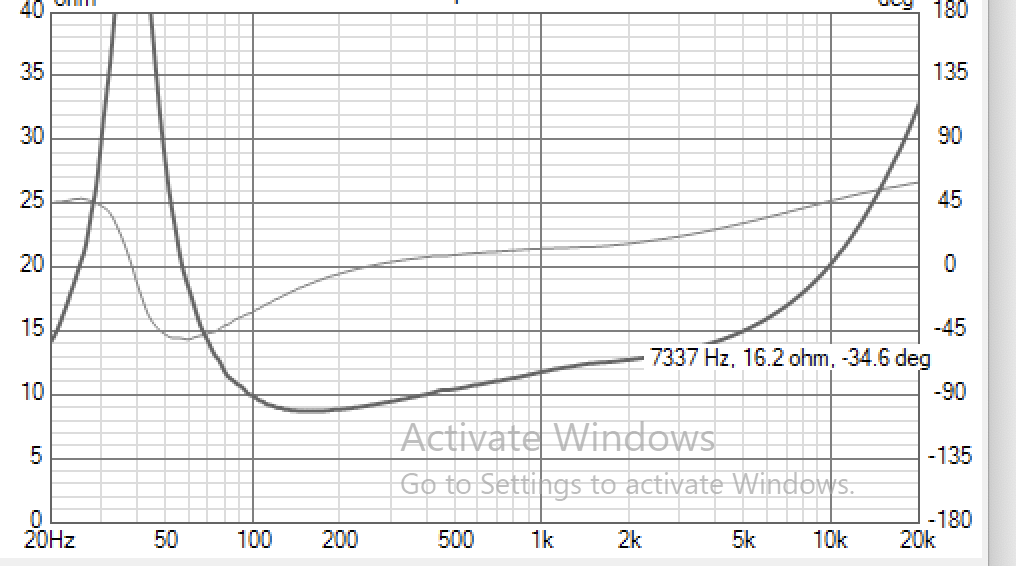 40 ohm deg 180
35 135
30 90
25 45
20 0
15 -45
7337 Hz, 16.2 ohm, -34.6 deg
10 -90
Activate Windows
5 -135
Go to Settings to activate Windows.
0 -180
20Hz 50 100 200 500 1k 2k 5k 10k 20k